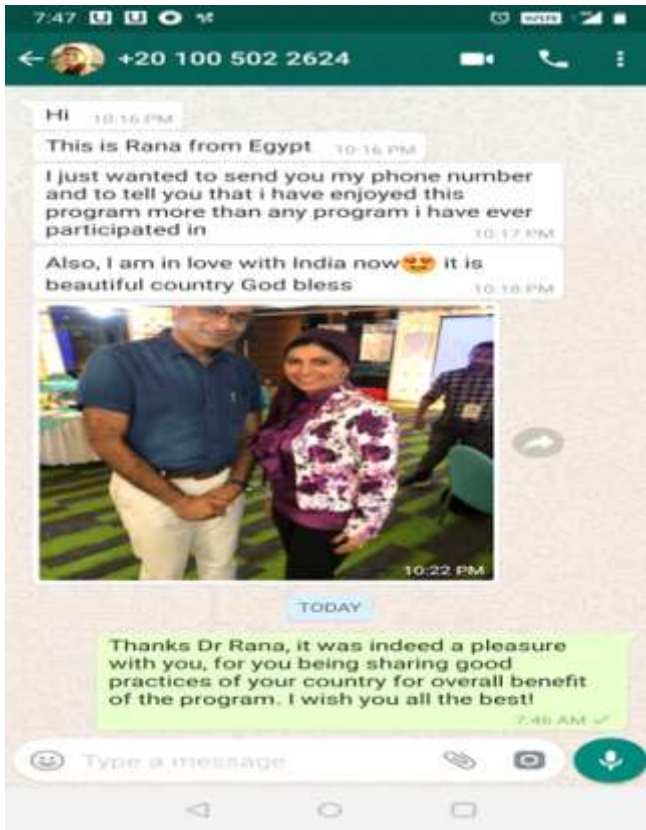 7:47
+20 100 502 2624
Hi 10:16 PM
This is Rana from Egypt 10:16 PM
I just wanted to send you my phone number
and to tell you that i have enjoyed this
program more than any program i have ever
participated in 10:17 PM
Also, I am in love with India now😍 it is
beautiful country God bless 10:18 PM
10:22 PM
TODAY
Thanks Dr Rana, it was indeed a pleasure
with you, for you being sharing good
practices of your country for overall benefit
of the program. I wish you all the best!
7:46 AM
Type a message